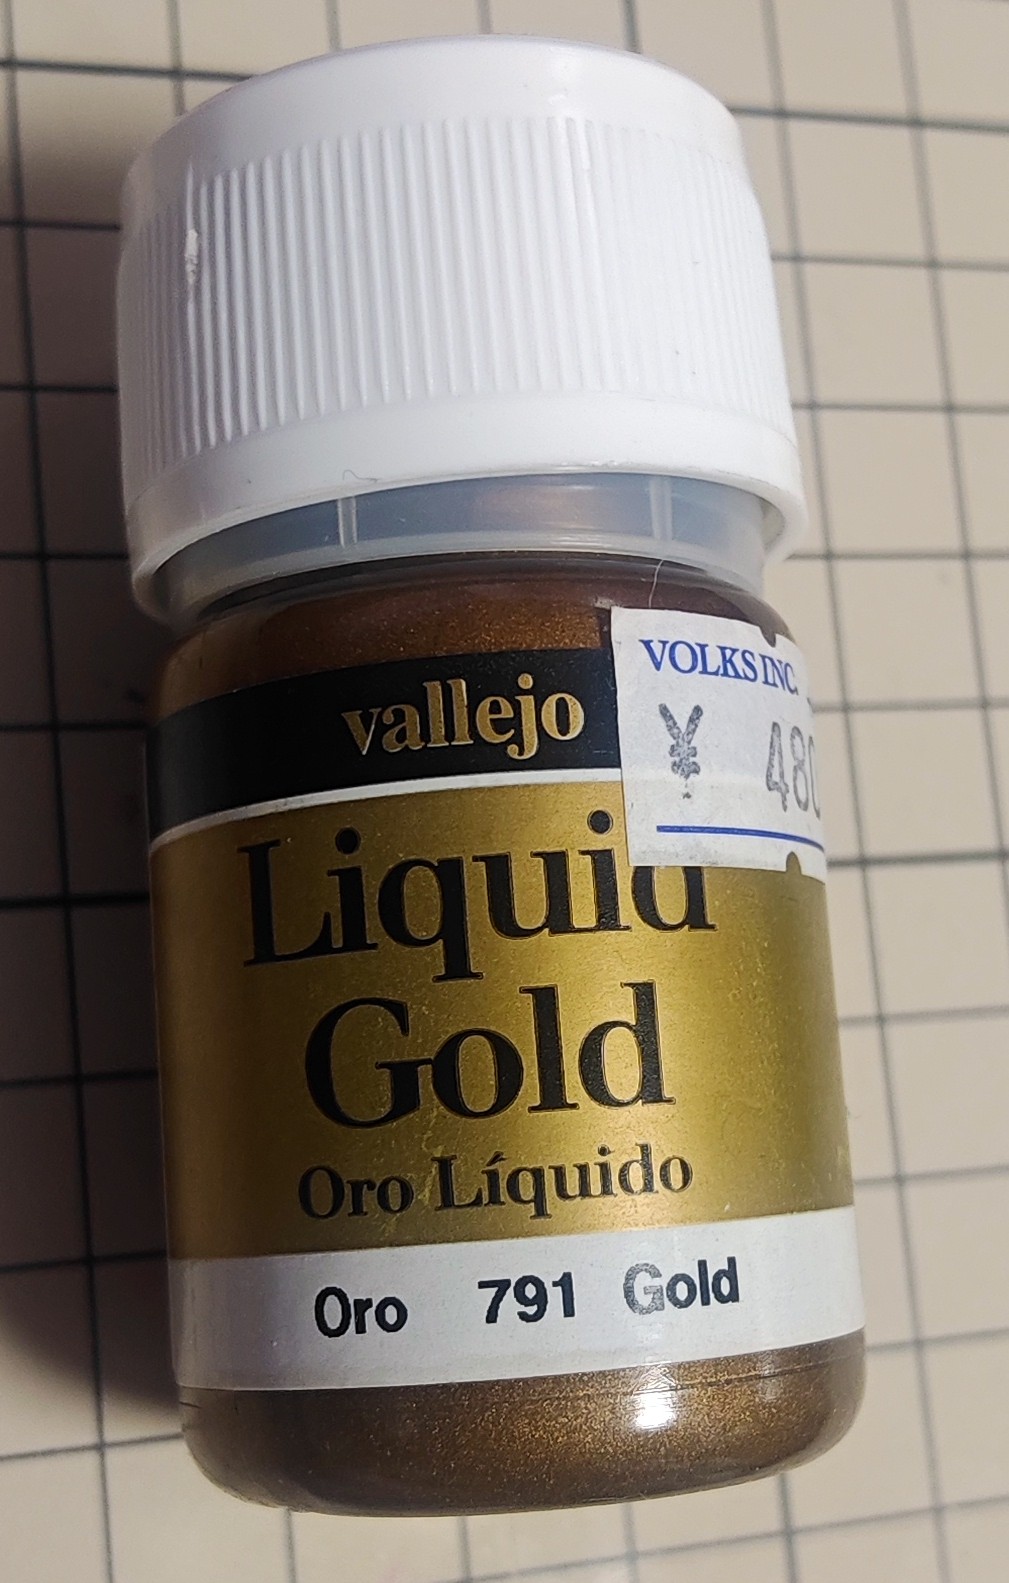 VOLKS INC.
vallejo
¥ 480
Liquid
Gold
Oro Líquido
Oro 791 Gold